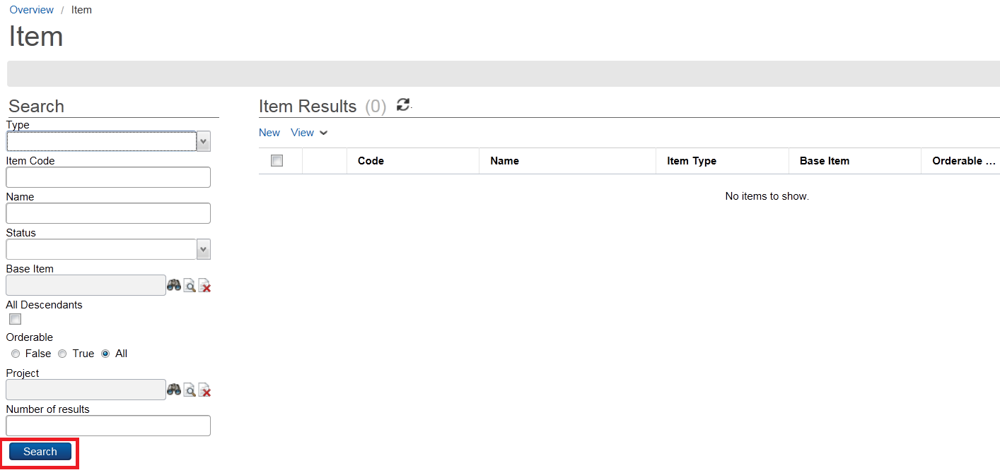 Overview / Item
Item
Search
Type
Item Code
Name
Status
Base Item
All Descendants
Orderable
False True All
Project
Number of results
Search
Item Results (0)
New View
Code Name Item Type Base Item Orderable ...
No items to show.